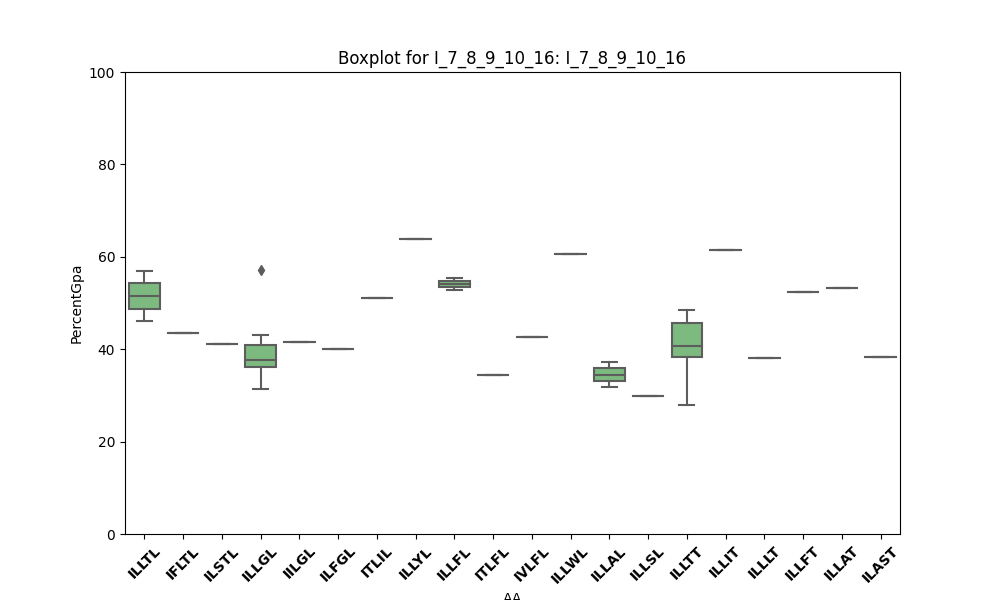 Boxplot for I_7_8_9_10_16: I_7_8_9_10_16
100
80
60
40
20
0
PercentGpa
ILLTL IFLTL ILSTL ILLGL IILGL ILFGL ITLIL ILLYL ILLFL ITLFL IVLFL ILLWL ILLAL ILLSL ILLTT ILLIT ILLLT ILLFT ILLAT ILAST
AA